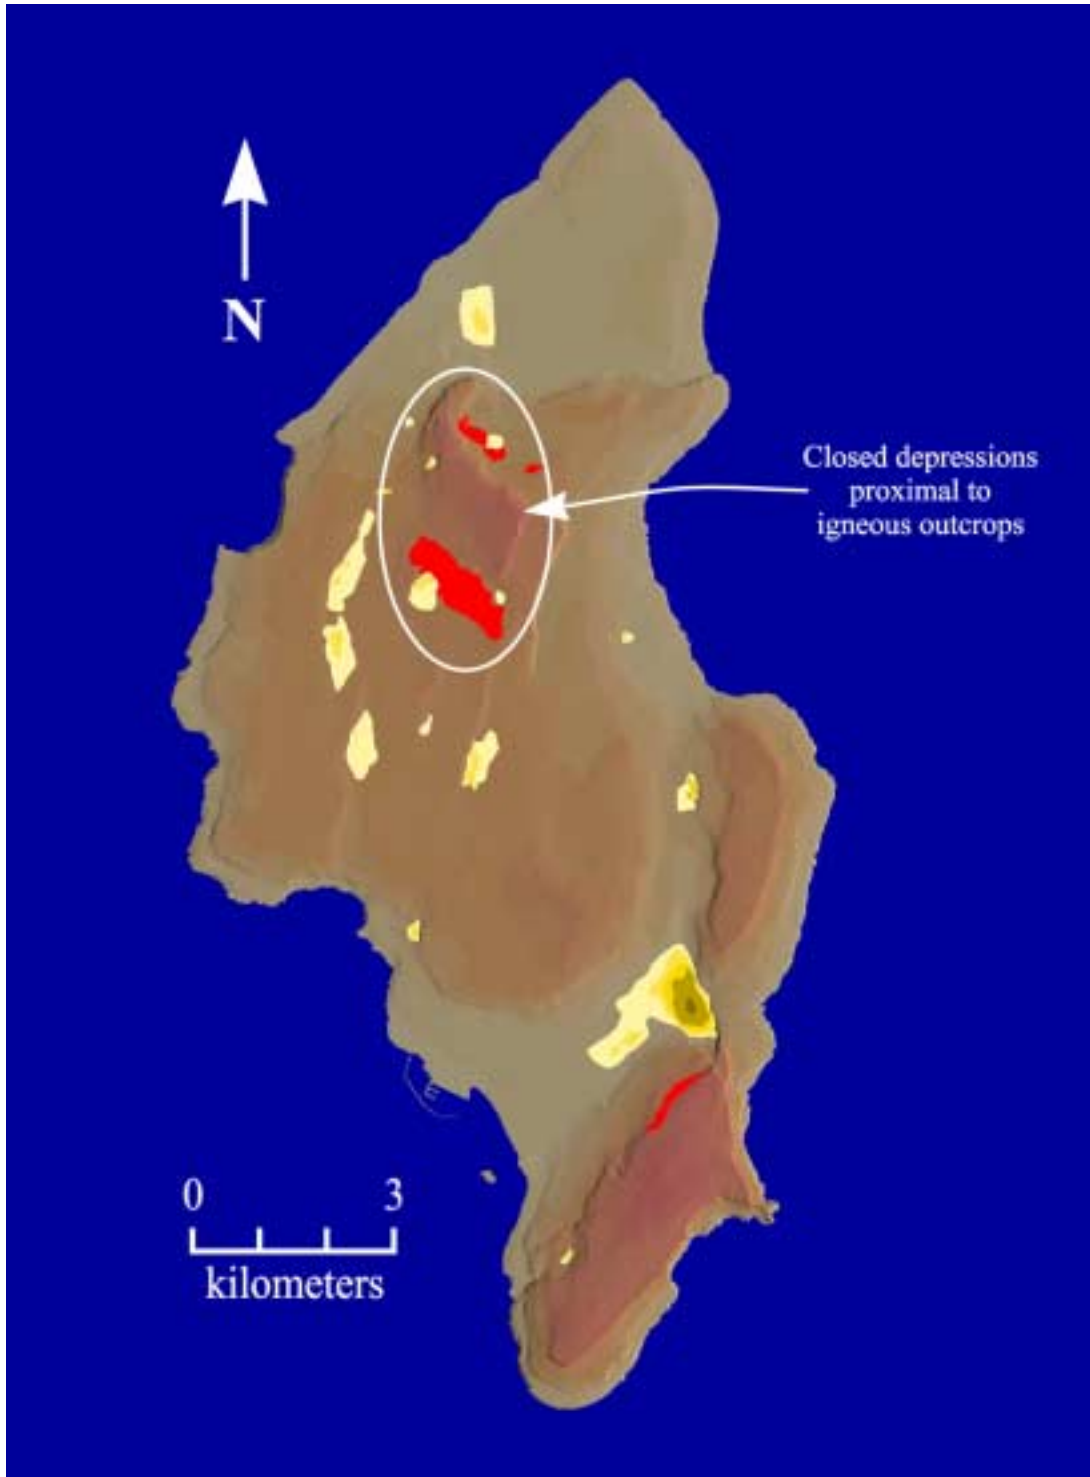 N
Closed depressions
proximal to
igneous outcrops
0 3
kilometers